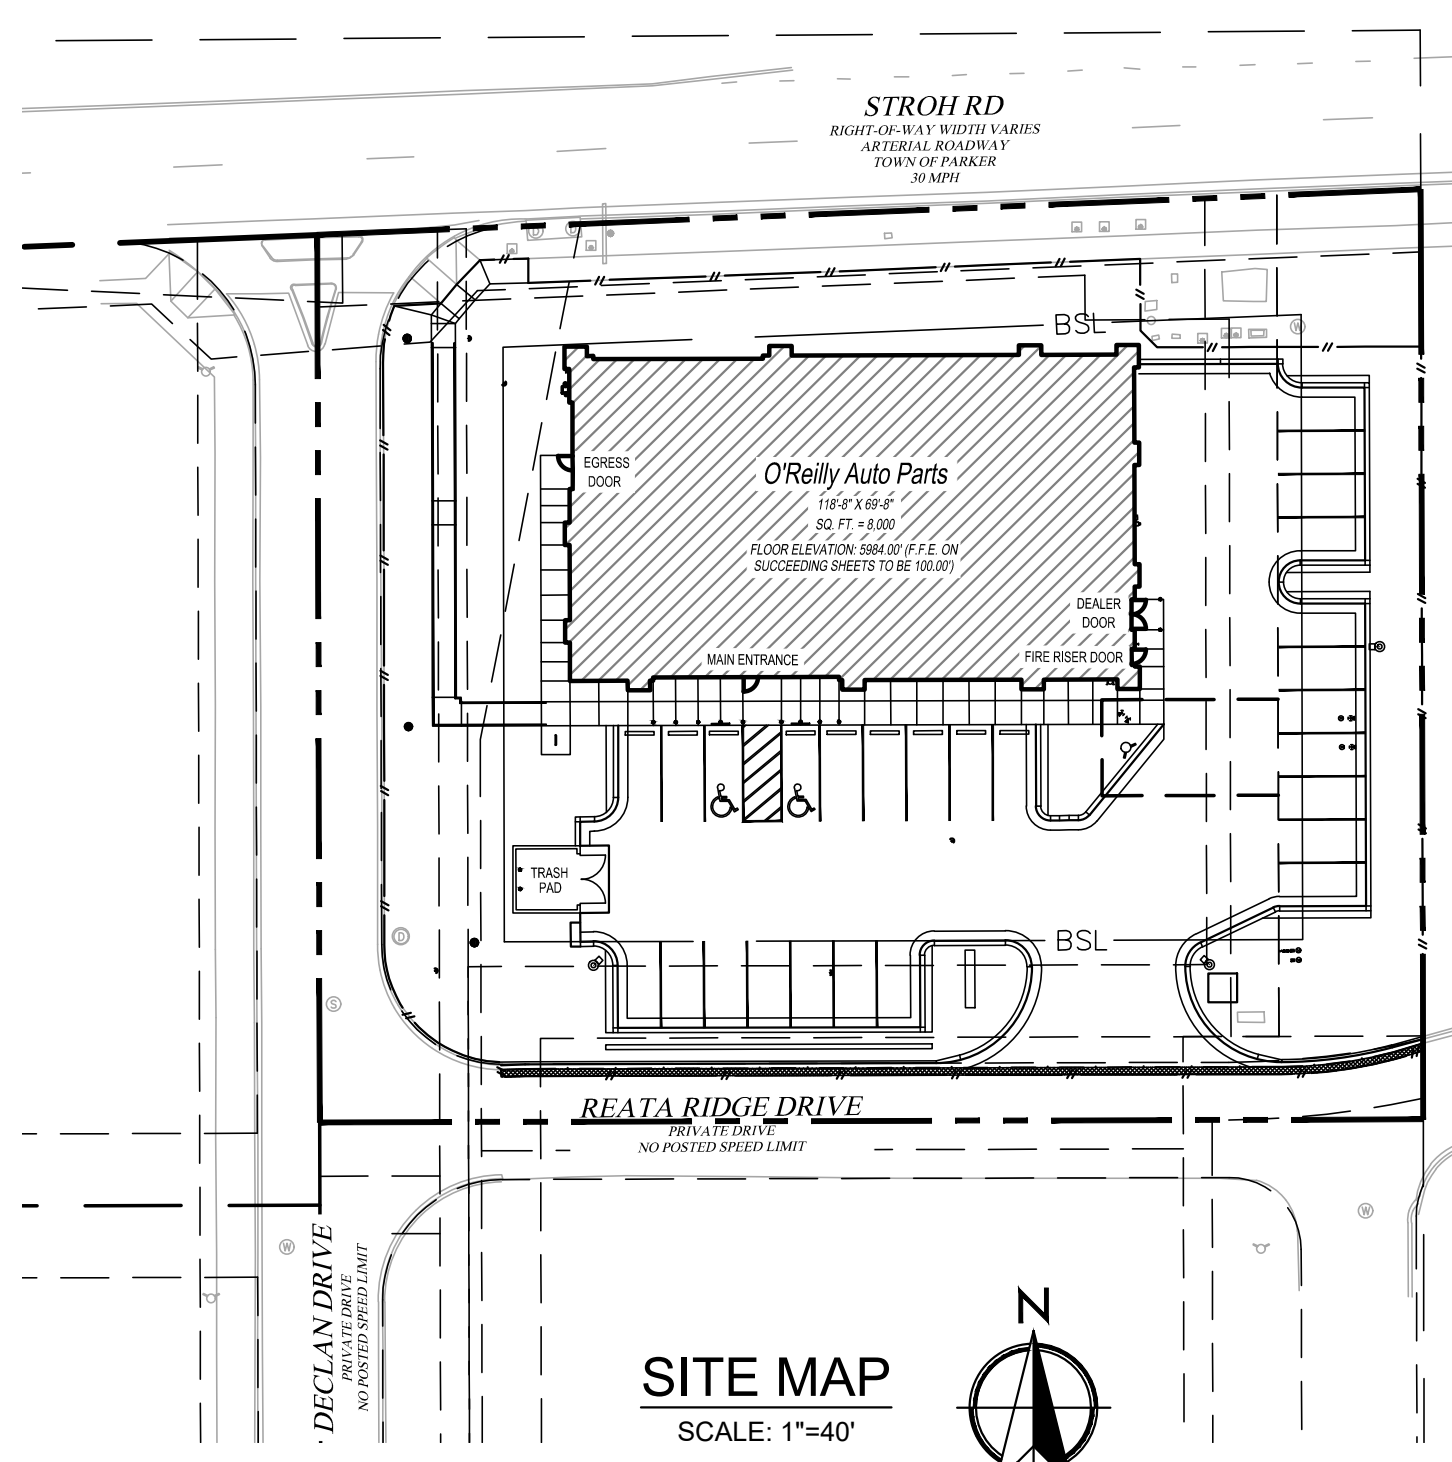 STROH RD
RIGHT-OF-WAY WIDTH VARIES
ARTERIAL ROADWAY
TOWN OF PARKER
30 MPH
D
D
W
BSL
EGRESS
DOOR
O'Reilly Auto Parts
118'-8" X 69'-8"
SQ. FT. = 8,000
FLOOR ELEVATION: 5984.00' (F.F.E. ON
SUCCEEDING SHEETS TO BE 100.00')
DEALER
DOOR
MAIN ENTRANCE
FIRE RISER DOOR
TRASH
PAD
D
BSL
S
REATA RIDGE DRIVE
PRIVATE DRIVE
NO POSTED SPEED LIMIT
W
W
DECLAN DRIVE
PRIVATE DRIVE
NO POSTED SPEED LIMIT
N
SITE MAP
SCALE: 1"=40'